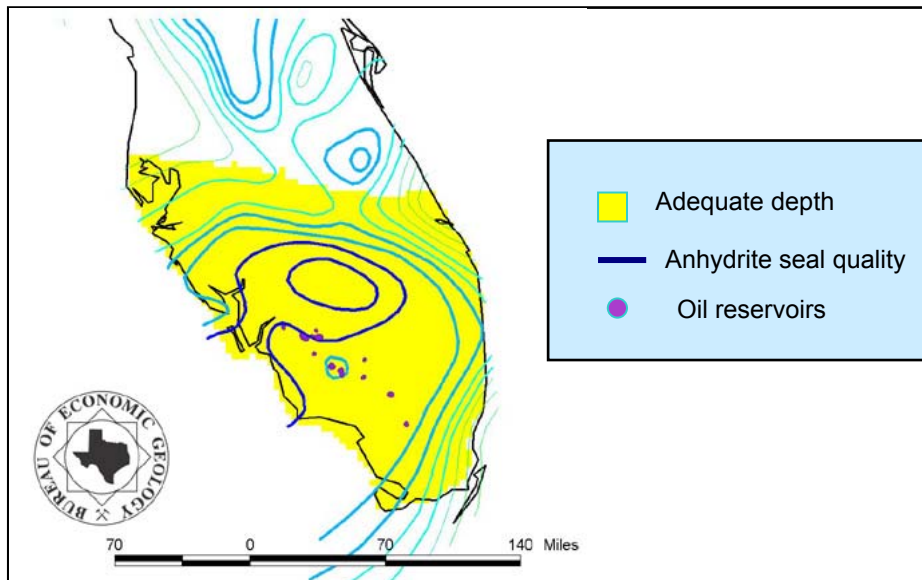 Adequate depth
Anhydrite seal quality
Oil reservoirs
BUREAU OF ECONOMIC GEOLOGY
70 0 70 140 Miles